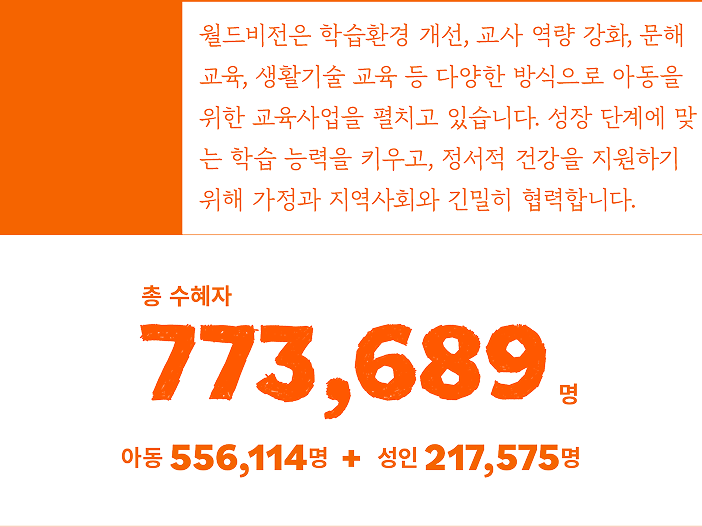 월드비전은 학습환경 개선, 교사 역량 강화, 문해
교육, 생활기술 교육 등 다양한 방식으로 아동을
위한 교육사업을 펼치고 있습니다. 성장 단계에 맞
는 학습 능력을 키우고, 정서적 건강을 지원하기
위해 가정과 지역사회와 긴밀히 협력합니다.
총 수혜자
773,689 명
아동 556,114명 + 성인 217,575명